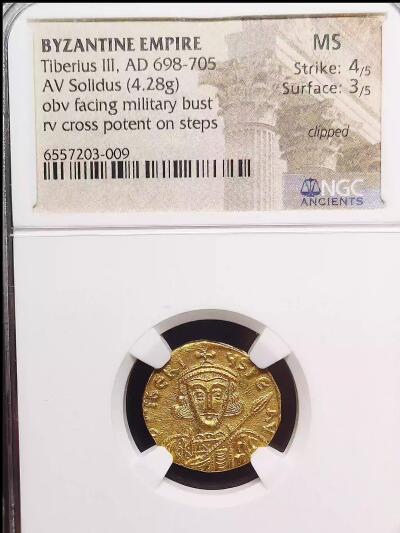 BYZANTINE EMPIRE
Tiberius III, AD 698-705
AV Solidus (4.28g)
obv facing military bust
rv cross potent on steps
6557203-009
MS
Strike: 4/5
Surface: 3/5
clipped
NGC
ANCIENTS